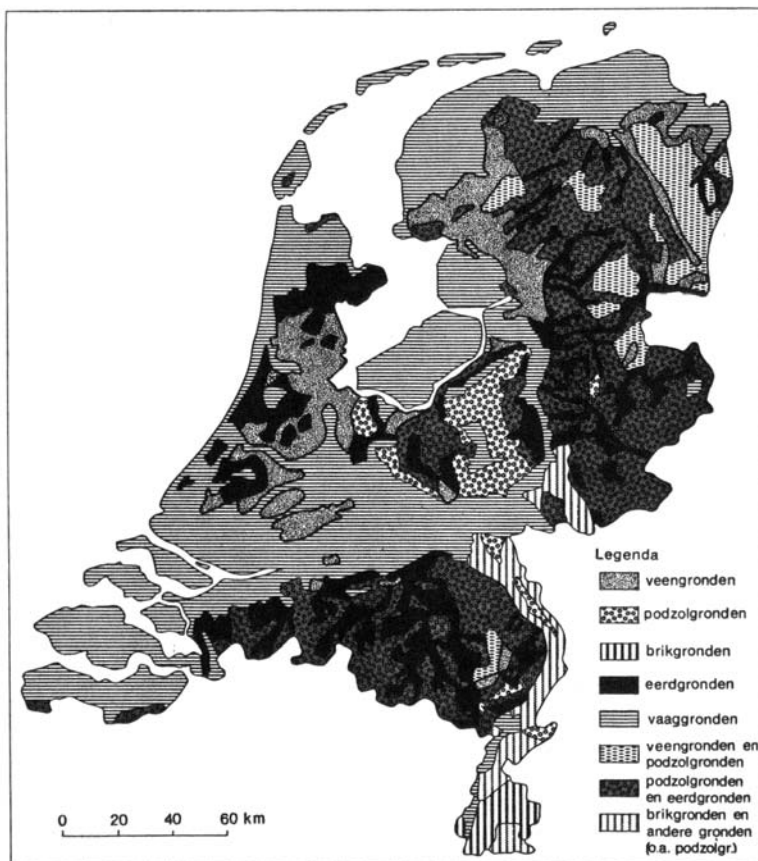 Legenda
veengronden
podzolgronden
brikgronden
eerdgronden
vaaggronden
veengronden en
podzolgronden
podzolgronden
en eerdgronden
brikgronden en
andere gronden
(o.a. podzolgr.)
0 20 40 60 km